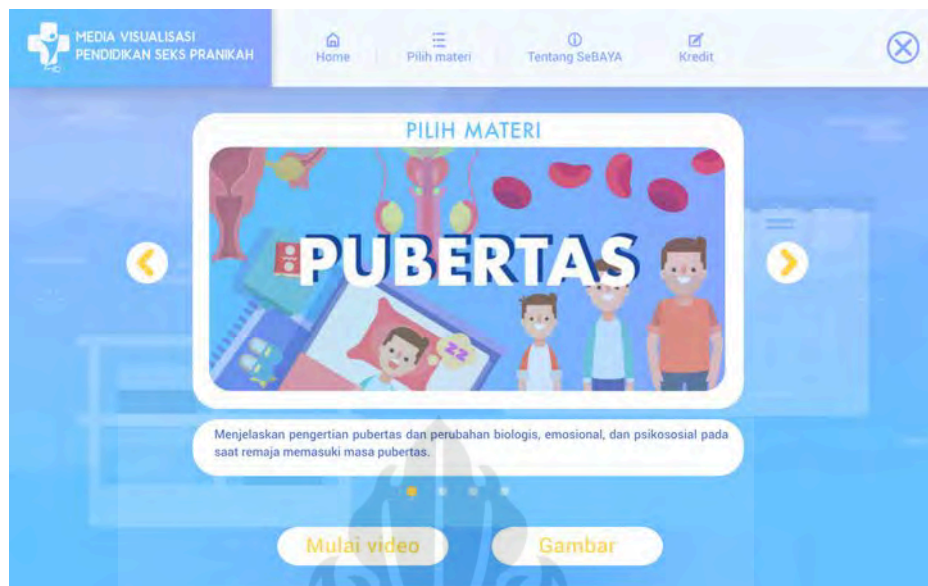 MEDIA VISUALISASI
PENDIDIKAN SEKS PRANIKAH
Home
Pilih materi
Tentang SeBAYA
Kredit
PILIH MATERI
PUBERTAS
ZZ
Menjelaskan pengertian pubertas dan perubahan biologis, emosional, dan psikososial pada
saat remaja memasuki masa pubertas.
Mulai video
Gambar